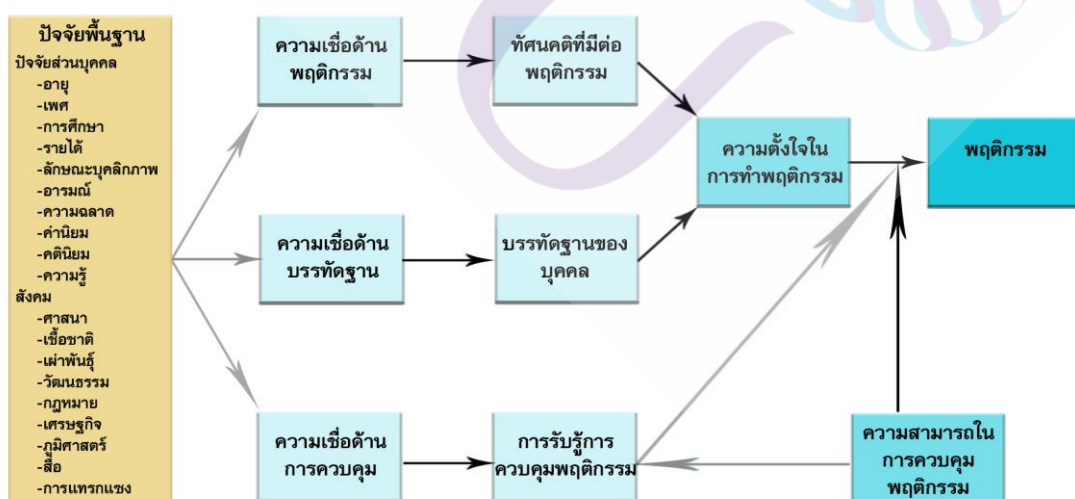 ปัจจัยพื้นฐาน
ปัจจัยส่วนบุคคล
-อายุ
-เพศ
-การศึกษา
-รายได้
-ลักษณะบุคลิกภาพ
-อารมณ์
-ความฉลาด
-ค่านิยม
-คตินิยม
-ความรู้
สังคม
-ศาสนา
-เชื้อชาติ
-เผ่าพันธุ์
-วัฒนธรรม
-กฎหมาย
-เศรษฐกิจ
-ภูมิศาสตร์
-สื่อ
-การแทรกแซง
ความเชื่อด้าน
พฤติกรรม
ทัศนคติที่มีต่อ
พฤติกรรม
ความตั้งใจใน
การทำพฤติกรรม
พฤติกรรม
ความเชื่อด้าน
บรรทัดฐาน
บรรทัดฐานของ
บุคคล
ความเชื่อด้าน
การควบคุม
การรับรู้การ
ควบคุมพฤติกรรม
ความสามารถใน
การควบคุม
พฤติกรรม